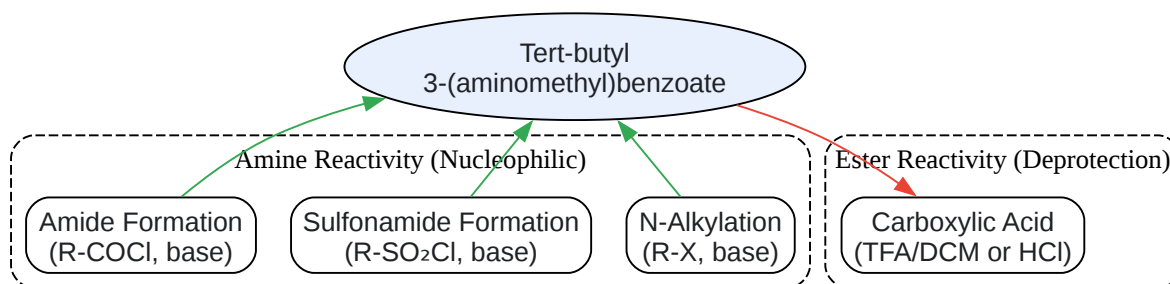 Tert-butyl
3-(aminomethyl)benzoate
Amine Reactivity (Nucleophilic)
Ester Reactivity (Deprotection)
Amide Formation
(R-COCl, base)
Sulfonamide Formation
(R-SO₂Cl, base)
N-Alkylation
(R-X, base)
Carboxylic Acid
(TFA/DCM or HCl)